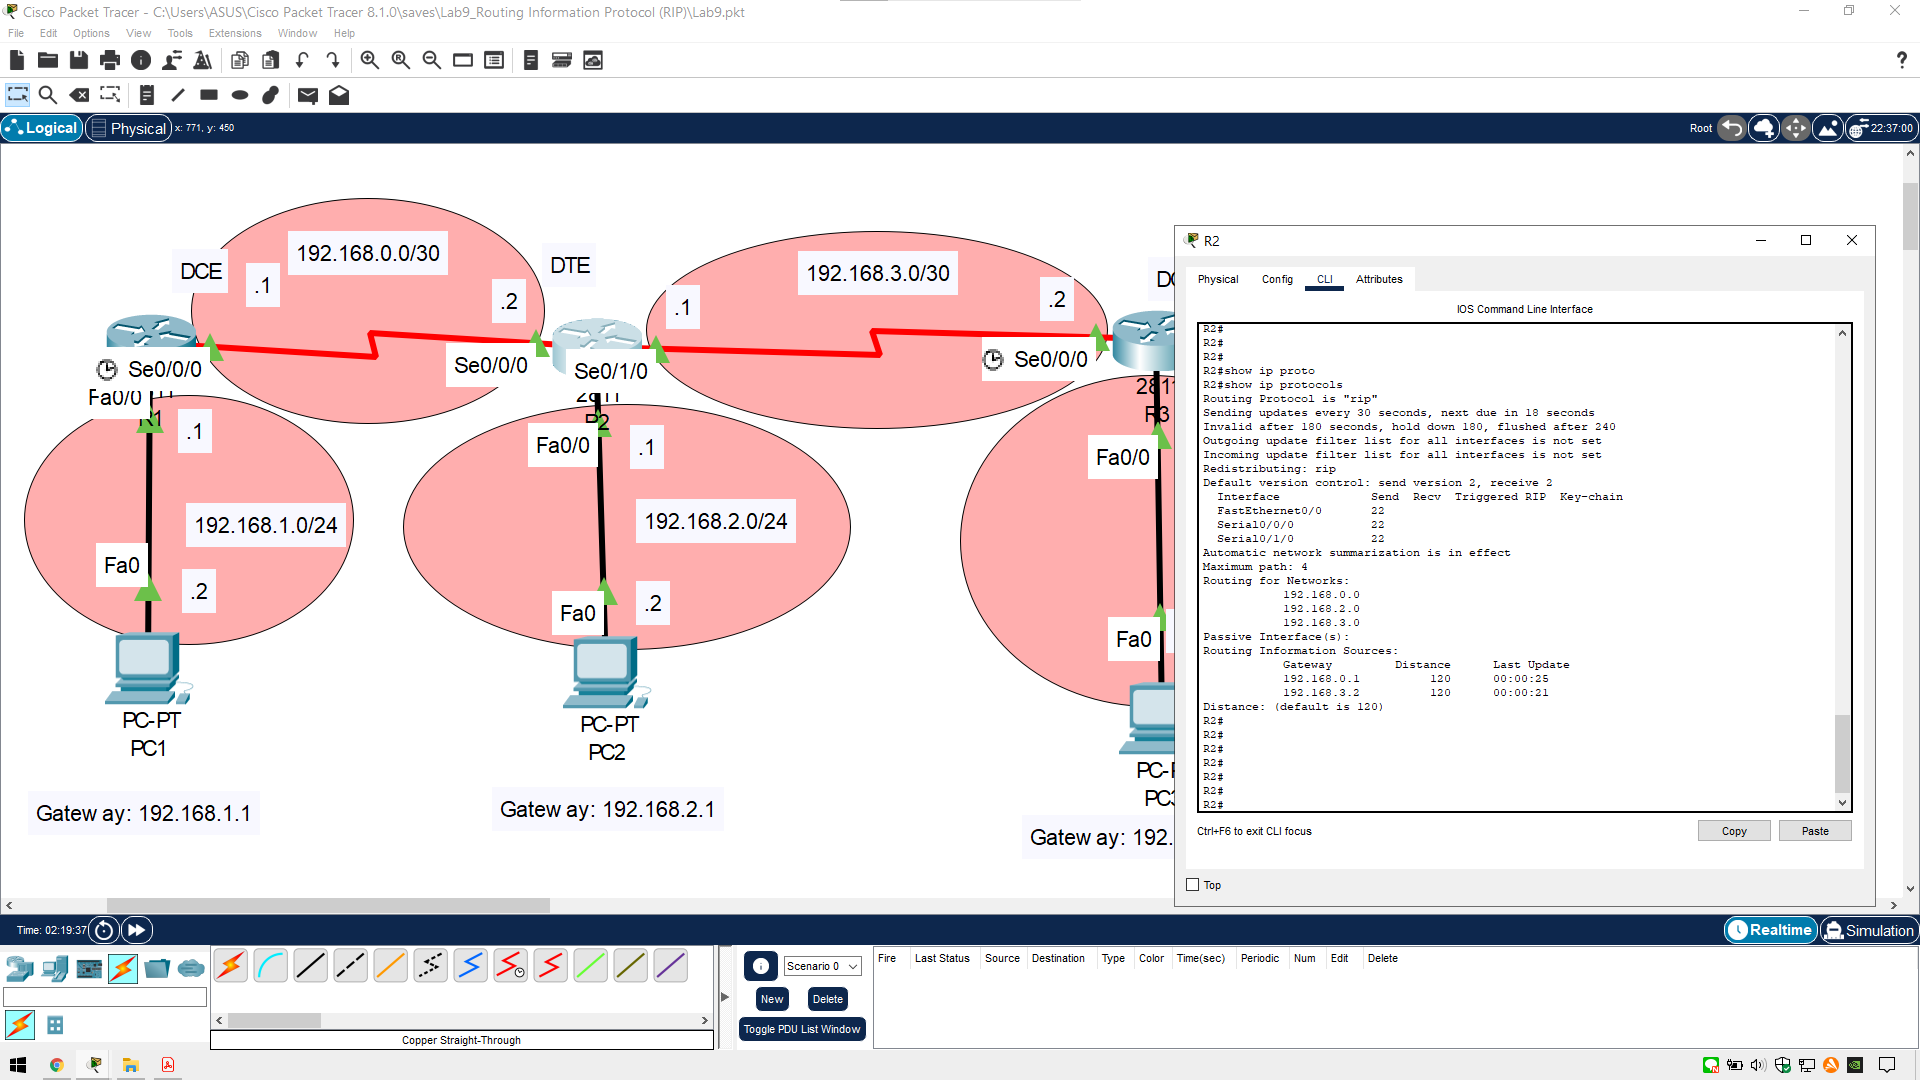 Cisco Packet Tracer - C:\Users\ASUS\Cisco Packet Tracer 8.1.0\saves\Lab9_Routing Information Protocol (RIP)\Lab9.pkt
File Edit Options View Tools Extensions Window Help
?
Logical Physical x: 771, y: 450 Root 22:37:00
192.168.0.0/30
DCE
.1
.2
DTE
192.168.3.0/30
.1
.2
Se0/0/0
Fa0/0
R1
Se0/0/0
Se0/1/0
2811
R2
Se0/0/0
2811
R3
.1
Fa0/0
.1
Fa0/0
192.168.1.0/24
192.168.2.0/24
Fa0
.2
Fa0
.2
Fa0
PC-PT
PC1
PC-PT
PC2
Gatew ay: 192.168.1.1
Gatew ay: 192.168.2.1
Gatew ay: 192.
R2
Physical Config CLI Attributes
IOS Command Line Interface
R2#
R2#
R2#
R2#show ip proto
R2#show ip protocols
Routing Protocol is "rip"
Sending updates every 30 seconds, next due in 18 seconds
Invalid after 180 seconds, hold down 180, flushed after 240
Outgoing update filter list for all interfaces is not set
Incoming update filter list for all interfaces is not set
Redistributing: rip
Default version control: send version 2, receive 2
Interface Send Recv Triggered RIP Key-chain
FastEthernet0/0 22
Serial0/0/0 22
Serial0/1/0 22
Automatic network summarization is in effect
Maximum path: 4
Routing for Networks:
192.168.0.0
192.168.2.0
192.168.3.0
Passive Interface(s):
Routing Information Sources:
Gateway Distance Last Update
192.168.0.1 120 00:00:25
192.168.3.2 120 00:00:21
Distance: (default is 120)
R2#
R2#
R2#
R2#
R2#
R2#
R2#
Ctrl+F6 to exit CLI focus
Copy Paste
Top
Time: 02:19:37
Realtime Simulation
Scenario 0
New Delete
Toggle PDU List Window
Fire Last Status Source Destination Type Color Time(sec) Periodic Num Edit Delete
Copper Straight-Through